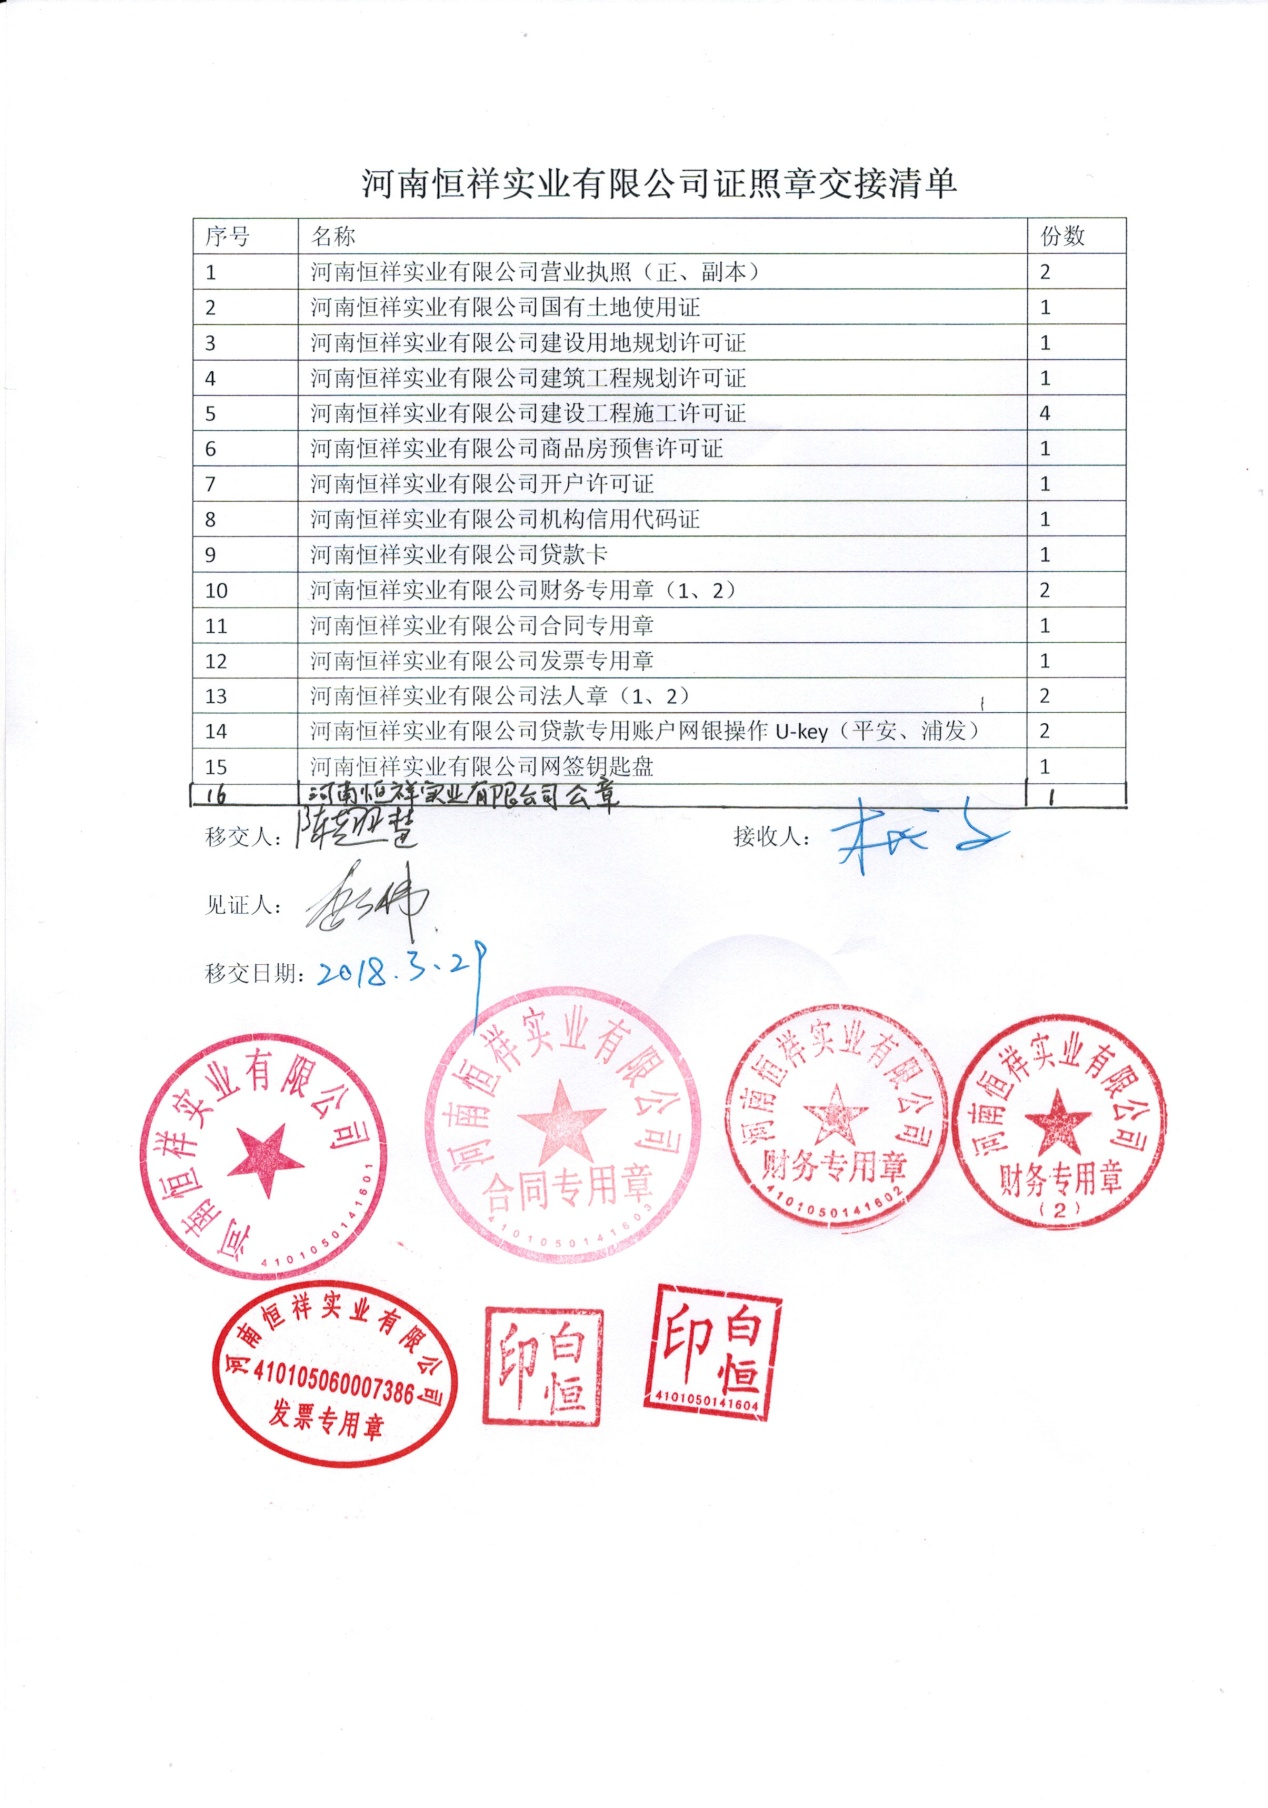 河南恒祥实业有限公司证照章交接清单
序号 名称 份数
1 河南恒祥实业有限公司营业执照（正、副本） 2
2 河南恒祥实业有限公司国有土地使用证 1
3 河南恒祥实业有限公司建设用地规划许可证 1
4 河南恒祥实业有限公司建筑工程规划许可证 1
5 河南恒祥实业有限公司建设工程施工许可证 4
6 河南恒祥实业有限公司商品房预售许可证 1
7 河南恒祥实业有限公司开户许可证 1
8 河南恒祥实业有限公司机构信用代码证 1
9 河南恒祥实业有限公司贷款卡 1
10 河南恒祥实业有限公司财务专用章（1、2） 2
11 河南恒祥实业有限公司合同专用章 1
12 河南恒祥实业有限公司发票专用章 1
13 河南恒祥实业有限公司法人章（1、2） 2
14 河南恒祥实业有限公司贷款专用账户网银操作 U-key（平安、浦发） 2
15 河南恒祥实业有限公司网签钥匙盘 1
16 河南恒祥实业有限公司公章 1
移交人： 接收人：
见证人：
移交日期：2018.3.29
河南恒祥实业有限公司
4101050141601
河南恒祥实业有限公司
合同专用章
4101050141603
河南恒祥实业有限公司
财务专用章
4101050141602
河南恒祥实业有限公司
财务专用章
（2）
河南恒祥实业有限公司
410105060007386
发票专用章
白恒印
白恒印
4101050141604